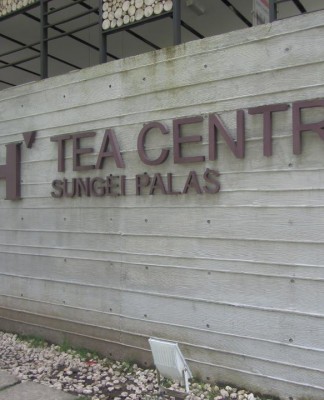 H' TEA CENTR
SUNGEI PALAS